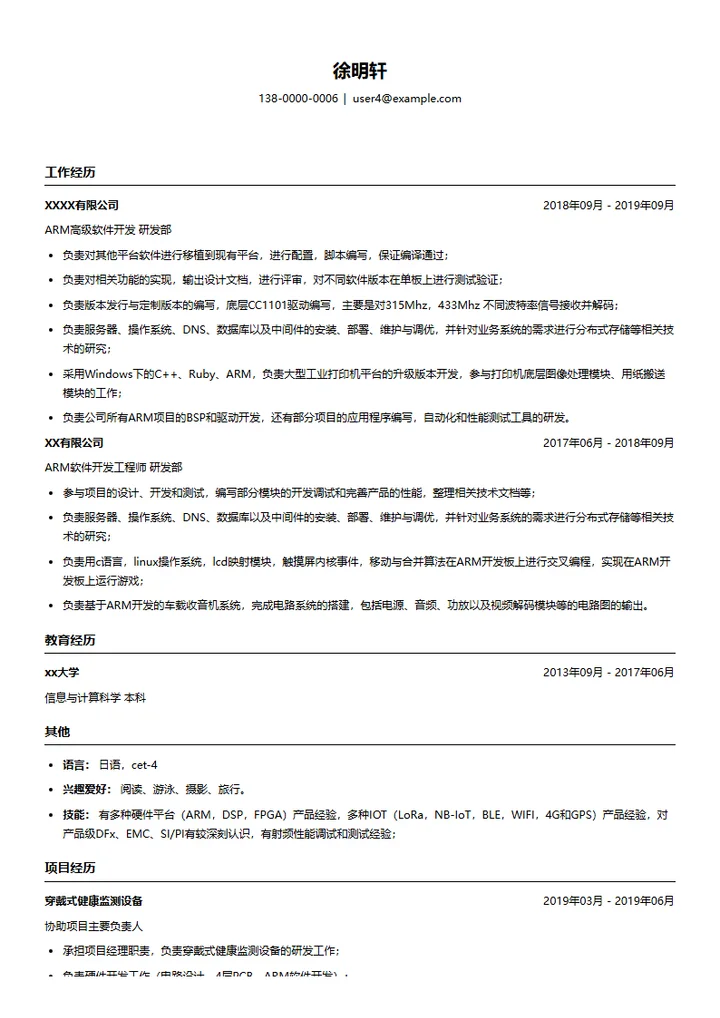 徐明轩
138-0000-0006 | user4@example.com
工作经历
XXXX有限公司 2018年09月 - 2019年09月
ARM高级软件开发 研发部
• 负责对其他平台软件进行移植到现有平台，进行配置，脚本编写，保证编译通过；
• 负责对相关功能的实现，输出设计文档，进行评审，对不同软件版本在单板上进行测试验证；
• 负责版本发行与定制版本的编写，底层CC1101驱动编写，主要是对315Mhz，433Mhz 不同波特率信号接收并解码；
• 负责服务器、操作系统、DNS、数据库以及中间件的安装、部署、维护与调优，并针对业务系统的需求进行分布式存储等相关技
术的研究；
• 采用Windows下的C++、Ruby、ARM，负责大型工业打印机平台的升级版本开发，参与打印机底层图像处理模块、用纸搬送
模块的工作；
• 负责公司所有ARM项目的BSP和驱动开发，还有部分项目的应用程序编写，自动化和性能测试工具的研发。
XX有限公司 2017年06月 - 2018年09月
ARM软件开发工程师 研发部
• 参与项目的设计、开发和测试，编写部分模块的开发调试和完善产品的性能，整理相关技术文档等；
• 负责服务器、操作系统、DNS、数据库以及中间件的安装、部署、维护与调优，并针对业务系统的需求进行分布式存储等相关技
术的研究；
• 负责用c语言，linux操作系统，lcd映射模块，触摸屏内核事件，移动与合并算法在ARM开发板上进行交叉编程，实现在ARM开
发板上运行游戏；
• 负责基于ARM开发的车载收音机系统，完成电路系统的搭建，包括电源、音频、功放以及视频解码模块等的电路图的输出。
教育经历
xx大学 2013年09月 - 2017年06月
信息与计算科学 本科
其他
• 语言： 日语，cet-4
• 兴趣爱好： 阅读、游泳、摄影、旅行。
• 技能： 有多种硬件平台（ARM，DSP，FPGA）产品经验，多种IOT（LoRa，NB-IoT，BLE，WIFI，4G和GPS）产品经验，对
产品级DFx、EMC、SI/PI有较深刻认识，有射频性能调试和测试经验；
项目经历
穿戴式健康监测设备 2019年03月 - 2019年06月
协助项目主要负责人
• 承担项目经理职责，负责穿戴式健康监测设备的研发工作；
• 负责硬件开发工作（电路设计、4层PCB、ARM软件开发）；